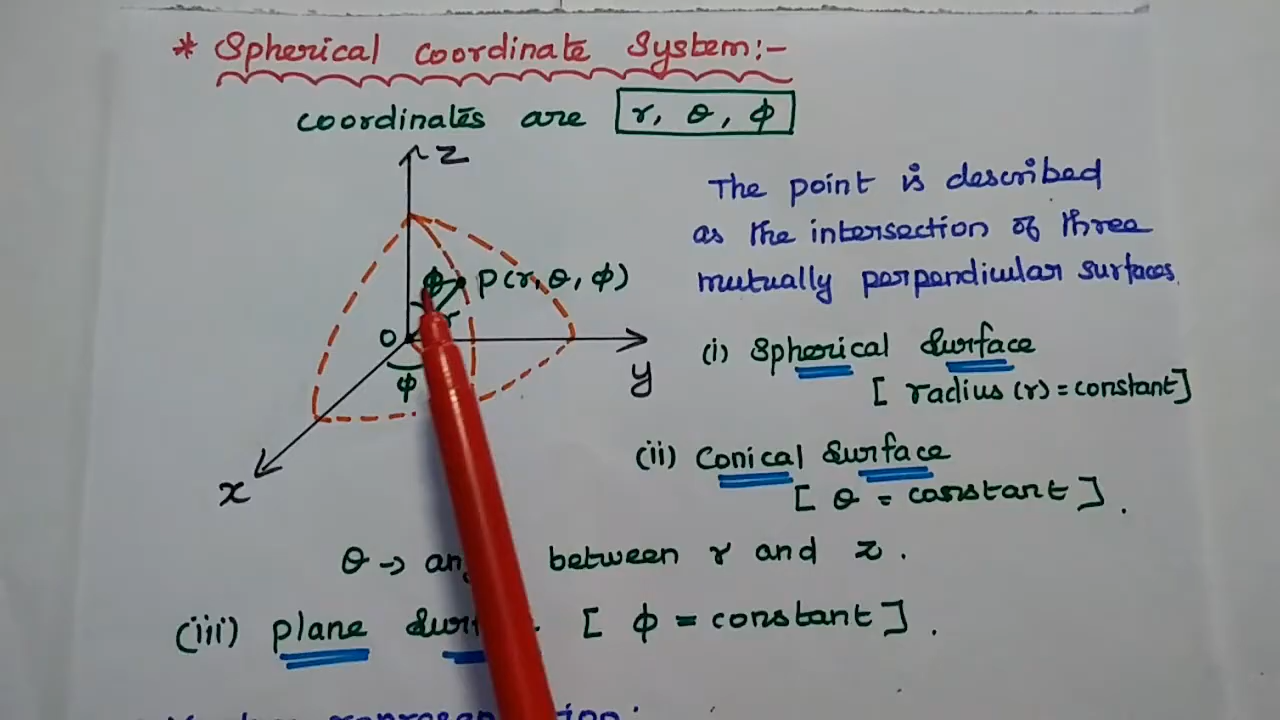 * Spherical coordinate System:-
coordinates are r, θ, ϕ
z
The point is described
as the intersection of three
mutually perpendicular surfaces
ϕ P(r, θ, ϕ)
r
O
y
ϕ
x
(i) Spherical Surface
[ radius (r) = constant]
(ii) Conical Surface
[ θ = constant ] .
θ → between r and z .
(iii) plane [ ϕ = constant ] .